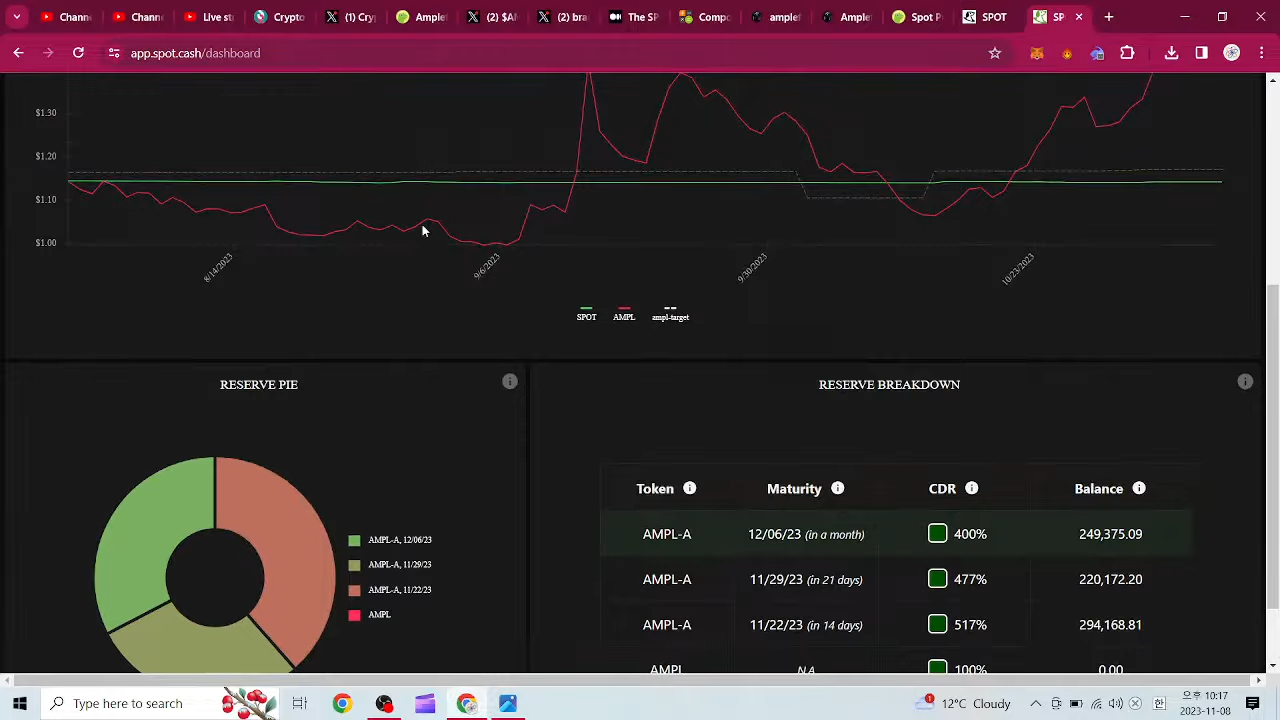 Chann
Chann
Live st
Crypto
(1) Cry
Ample
(2) $AM
(2) bra
The SP
Compo
amplef
Ample
Spot P
SPOT
SP
app.spot.cash/dashboard
$1.30
$1.20
$1.10
$1.00
8/14/2023
9/6/2023
9/30/2023
10/23/2023
SPOT AMPL ampl-target
RESERVE PIE
AMPL-A, 12/06/23
AMPL-A, 11/29/23
AMPL-A, 11/22/23
AMPL
RESERVE BREAKDOWN
Token Maturity CDR Balance
AMPL-A 12/06/23 (in a month) 400% 249,375.09
AMPL-A 11/29/23 (in 21 days) 477% 220,172.20
AMPL-A 11/22/23 (in 14 days) 517% 294,168.81
AMPL NA 100% 0.00
Type here to search
12°C Cloudy
오후 3:17
2023-11-08